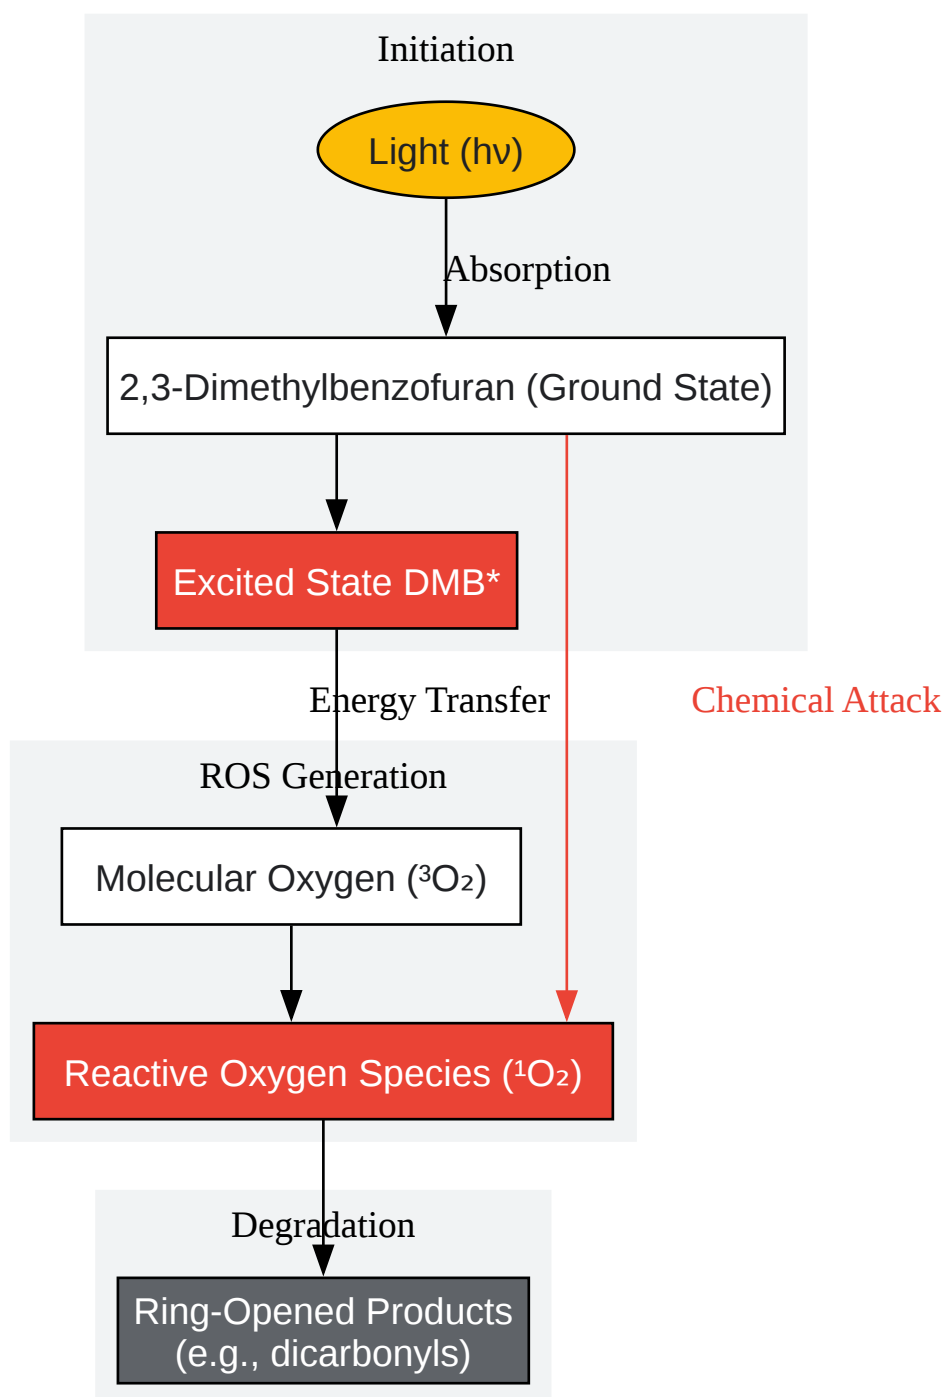 Initiation
Light (hν)
Absorption
2,3-Dimethylbenzofuran (Ground State)
Excited State DMB*
Energy Transfer
Chemical Attack
ROS Generation
Molecular Oxygen (³O₂)
Reactive Oxygen Species (¹O₂)
Degradation
Ring-Opened Products
(e.g., dicarbonyls)